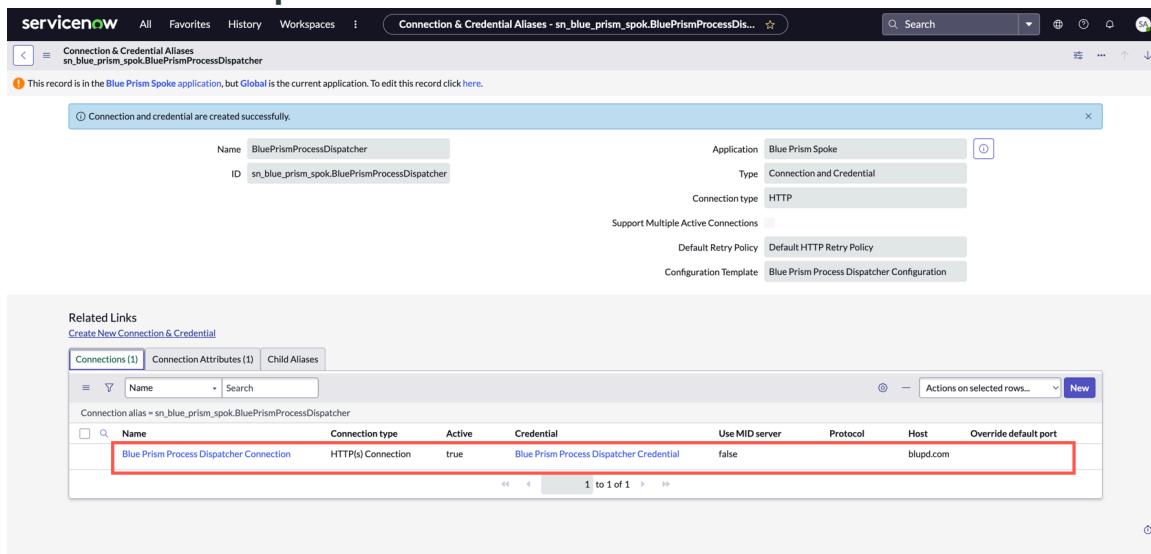 servicenow All Favorites History Workspaces Connection & Credential Aliases - sn_blue_prism_spok.BluePrismProcessDis... Search SA
Connection & Credential Aliases
sn_blue_prism_spok.BluePrismProcessDispatcher
This record is in the Blue Prism Spoke application, but Global is the current application. To edit this record click here.
Connection and credential are created successfully.
Name BluePrismProcessDispatcher Application Blue Prism Spoke
ID sn_blue_prism_spok.BluePrismProcessDispatcher Type Connection and Credential
Connection type HTTP
Support Multiple Active Connections
Default Retry Policy Default HTTP Retry Policy
Configuration Template Blue Prism Process Dispatcher Configuration
Related Links
Create New Connection & Credential
Connections (1) Connection Attributes (1) Child Aliases
Name Search Actions on selected rows... New
Connection alias = sn_blue_prism_spok.BluePrismProcessDispatcher
Name Connection type Active Credential Use MID server Protocol Host Override default port
Blue Prism Process Dispatcher Connection HTTP(s) Connection true Blue Prism Process Dispatcher Credential false blupd.com
1 to 1 of 1